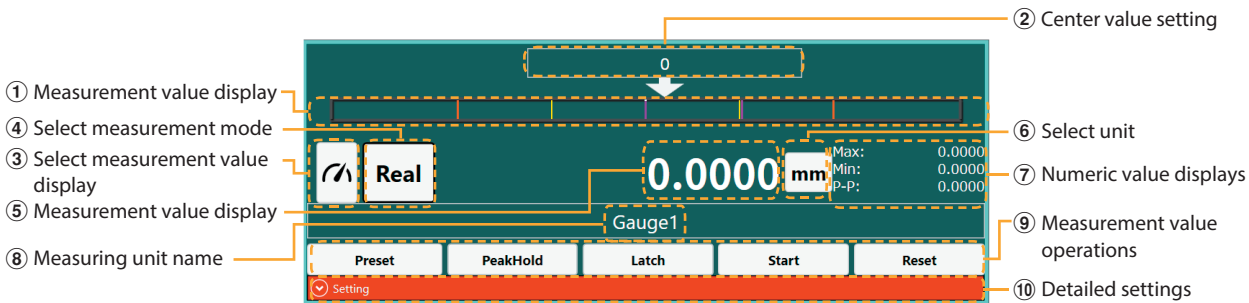 ② Center value setting
0
① Measurement value display
④ Select measurement mode
⑥ Select unit
③ Select measurement value
display
Real
0.0000
mm
Max: 0.0000
Min: 0.0000
P-P: 0.0000
⑦ Numeric value displays
⑤ Measurement value display
Gauge1
⑨ Measurement value
operations
⑧ Measuring unit name
Preset
PeakHold
Latch
Start
Reset
Setting
⑩ Detailed settings